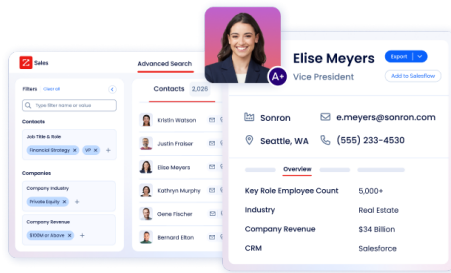 Z Sales
Filters Clear all
Type filter name or value
Contacts
Job Title & Role
Financial Strategy × VP × +
Companies
Company Industry
Private Equity × +
Company Revenue
$100M or Above × +
Advanced Search
Contacts 2,026
Kristin Watson
Justin Fraiser
Elise Meyers
Kathryn Murphy
Gene Fischer
Bernard Elton
A+
Elise Meyers
Vice President
Export
Add to Salesflow
Sonron
e.meyers@sonron.com
Seattle, WA
(555) 233-4530
Overview
Key Role Employee Count 5,000+
Industry Real Estate
Company Revenue $34 Billion
CRM Salesforce